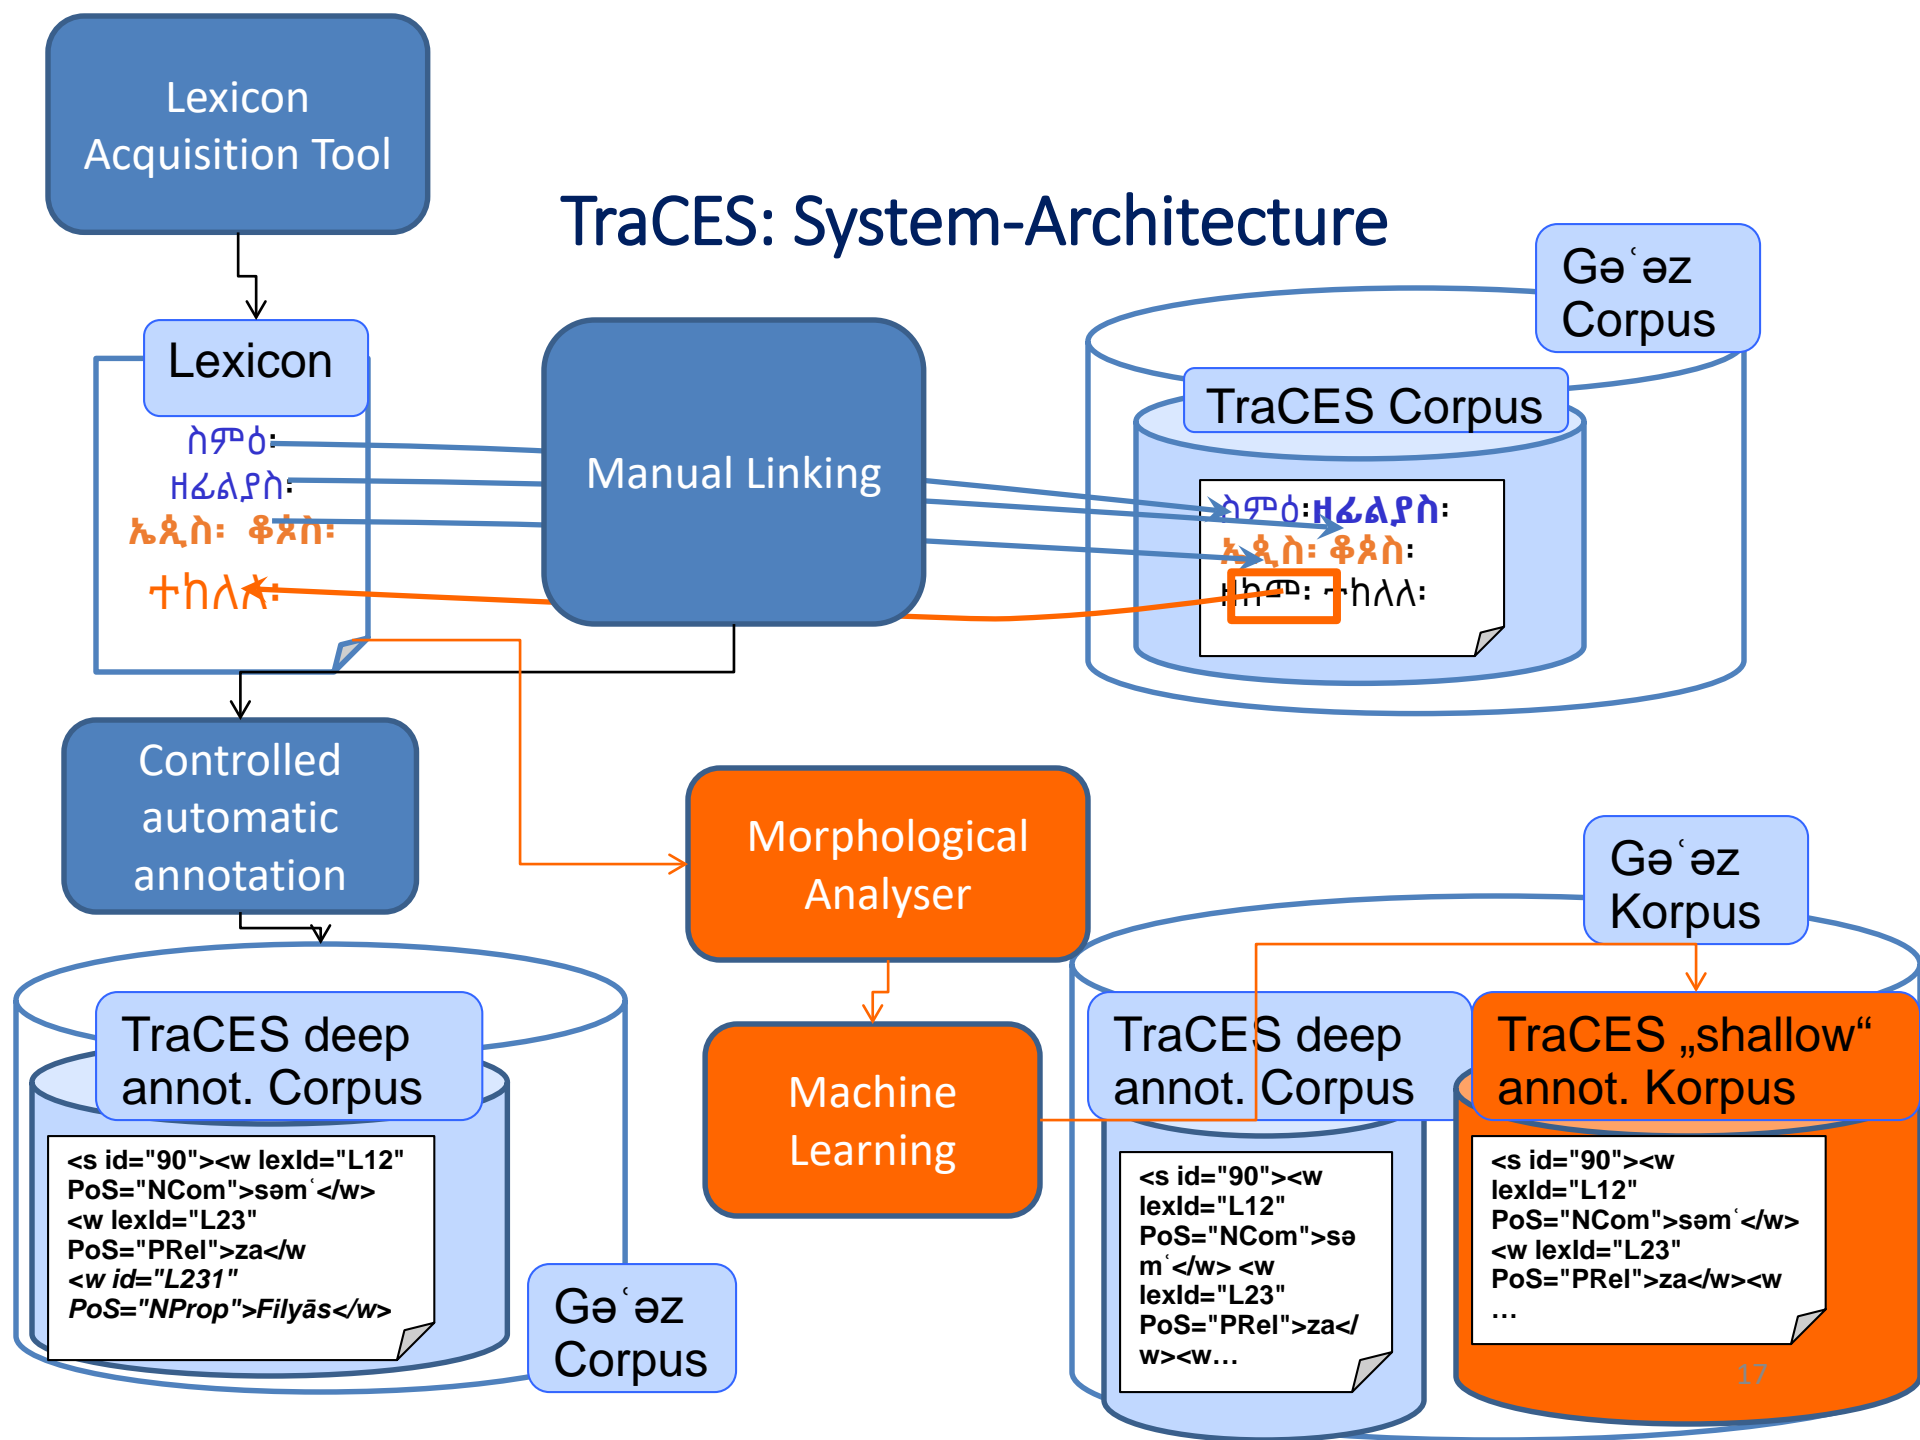 Lexicon
Acquisition Tool
TraCES: System-Architecture
Gəʿəz
Corpus
Lexicon
ስምዕ፡
ዘፊልያስ፡
ኤጲስ፡ ቆጶስ፡
ተከለለ፡
Manual Linking
TraCES Corpus
ስምዕ፡ዘፊልያስ፡
ኤጲስ፡ ቆጶስ፡
ዘከመ፡ ተከለለ፡
Controlled
automatic
annotation
Morphological
Analyser
Machine
Learning
TraCES deep
annot. Corpus
<s id="90"><w lexId="L12"
PoS="NCom">səmʿ</w>
<w lexId="L23"
PoS="PRel">za</w
<w id="L231"
PoS="NProp">Filyās</w>
Gəʿəz
Corpus
Gəʿəz
Korpus
TraCES deep
annot. Corpus
<s id="90"><w
lexId="L12"
PoS="NCom">sə
mʿ</w> <w
lexId="L23"
PoS="PRel">za</
w><w…
TraCES „shallow“
annot. Korpus
<s id="90"><w
lexId="L12"
PoS="NCom">səmʿ</w>
<w lexId="L23"
PoS="PRel">za</w><w
…
17